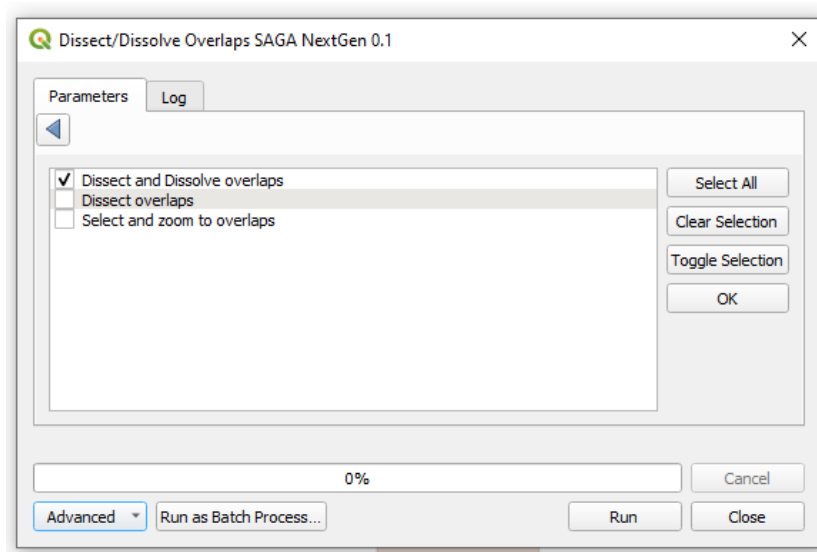 Dissect/Dissolve Overlaps SAGA NextGen 0.1
Parameters
Log
Dissect and Dissolve overlaps
Dissect overlaps
Select and zoom to overlaps
Select All
Clear Selection
Toggle Selection
OK
0%
Cancel
Advanced
Run as Batch Process...
Run
Close